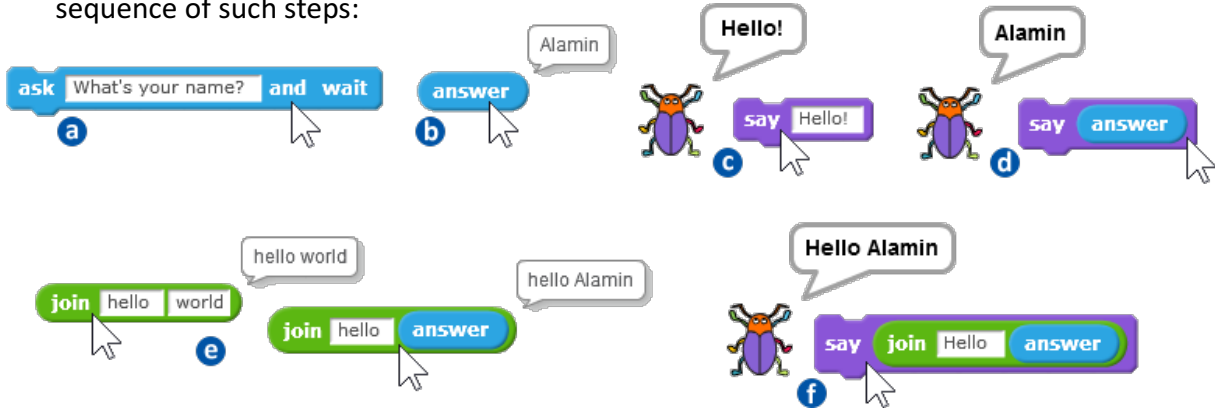 sequence of such steps:
ask What's your name? and wait
a
answer
Alamin
b
Hello!
say Hello!
c
Alamin
say answer
d
join hello world
hello world
e
join hello answer
hello Alamin
Hello Alamin
say join Hello answer
f